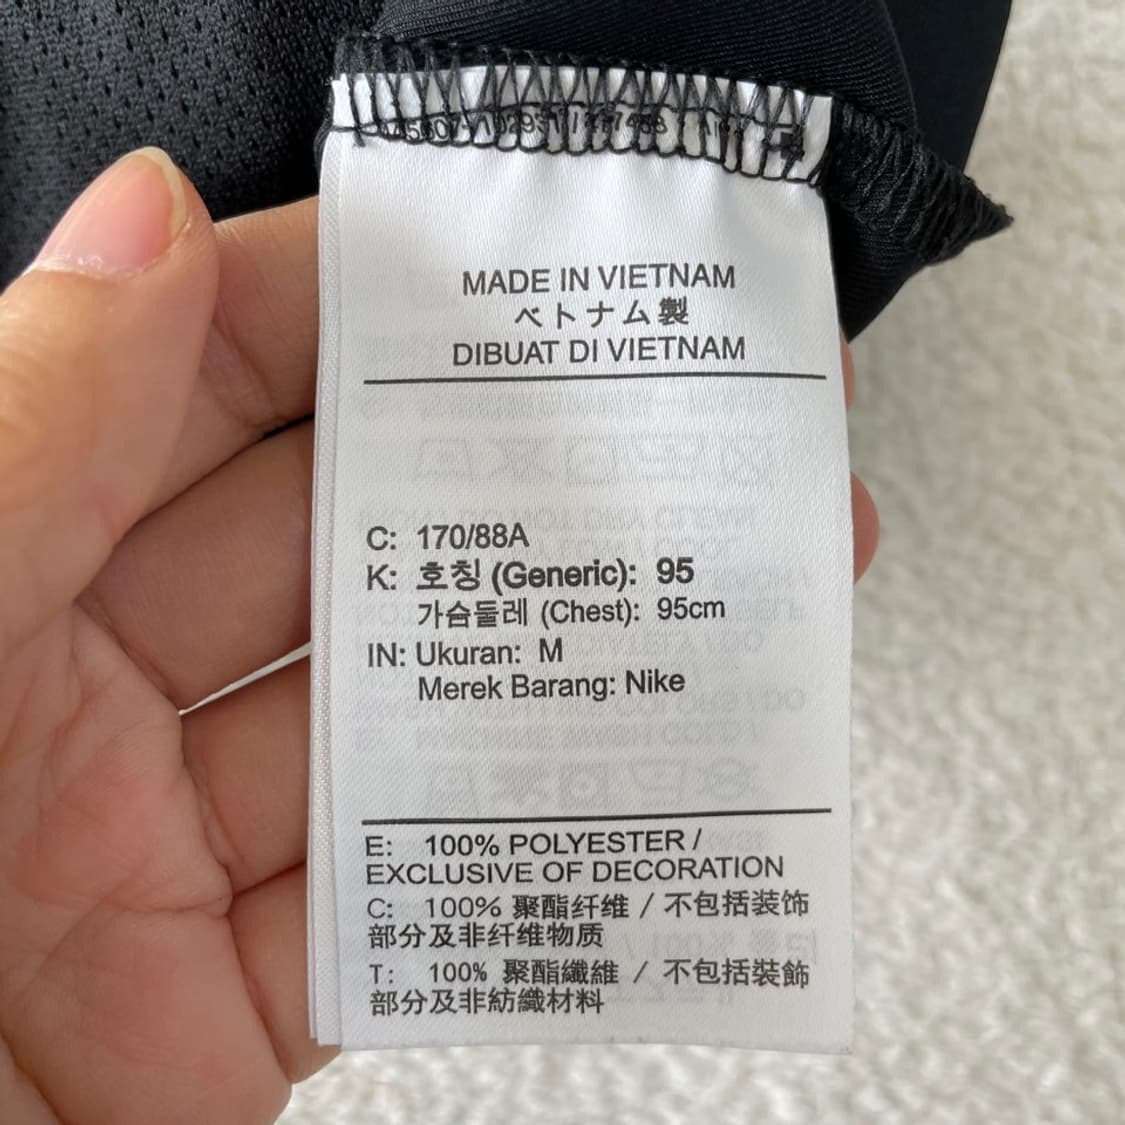 MADE IN VIETNAM
ベトナム製
DIBUAT DI VIETNAM
C: 170/88A
K: 호칭 (Generic): 95
가슴둘레 (Chest): 95cm
IN: Ukuran: M
Merek Barang: Nike
E: 100% POLYESTER /
EXCLUSIVE OF DECORATION
C: 100% 聚酯纤维 / 不包括装饰
部分及非纤维物质
T: 100% 聚酯纖維 / 不包括裝飾
部分及非紡織材料